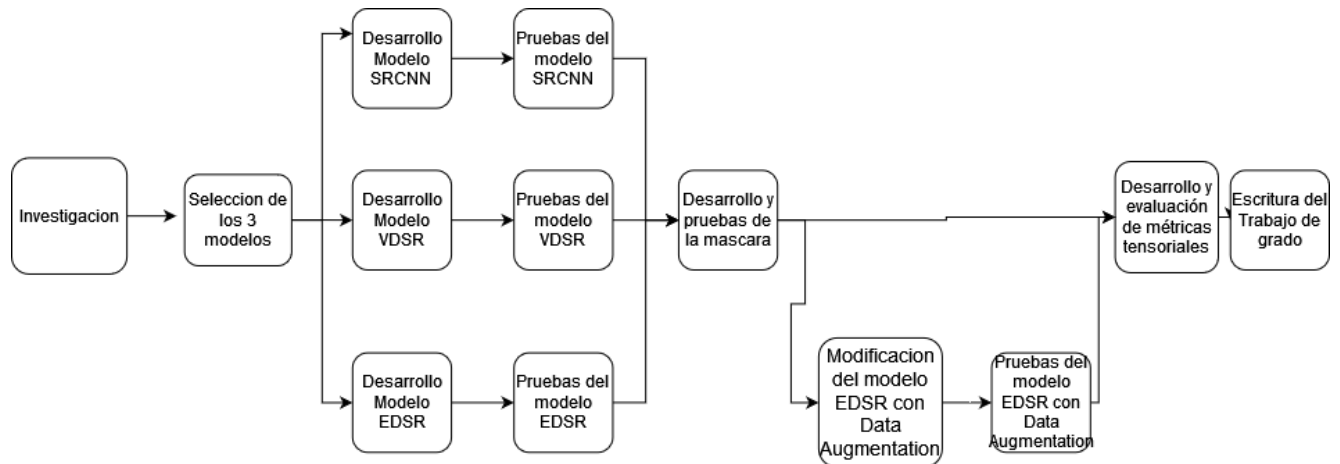 Investigacion
Seleccion de
los 3
modelos
Desarrollo
Modelo
SRCNN
Pruebas del
modelo
SRCNN
Desarrollo
Modelo
VDSR
Pruebas del
modelo
VDSR
Desarrollo
Modelo
EDSR
Pruebas del
modelo
EDSR
Desarrollo y
pruebas de
la mascara
Modificacion
del modelo
EDSR con
Data
Augmentation
Pruebas del
modelo
EDSR con
Data
Augmentation
Desarrollo y
evaluación
de métricas
tensoriales
Escritura del
Trabajo de
grado